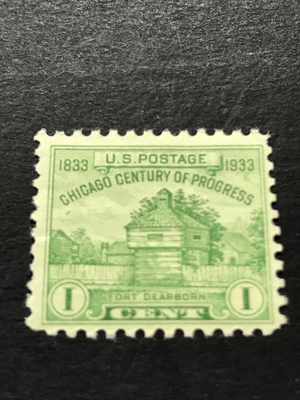 1833 U.S. POSTAGE 1933
CHICAGO CENTURY OF PROGRESS
FORT DEARBORN
1 CENT 1